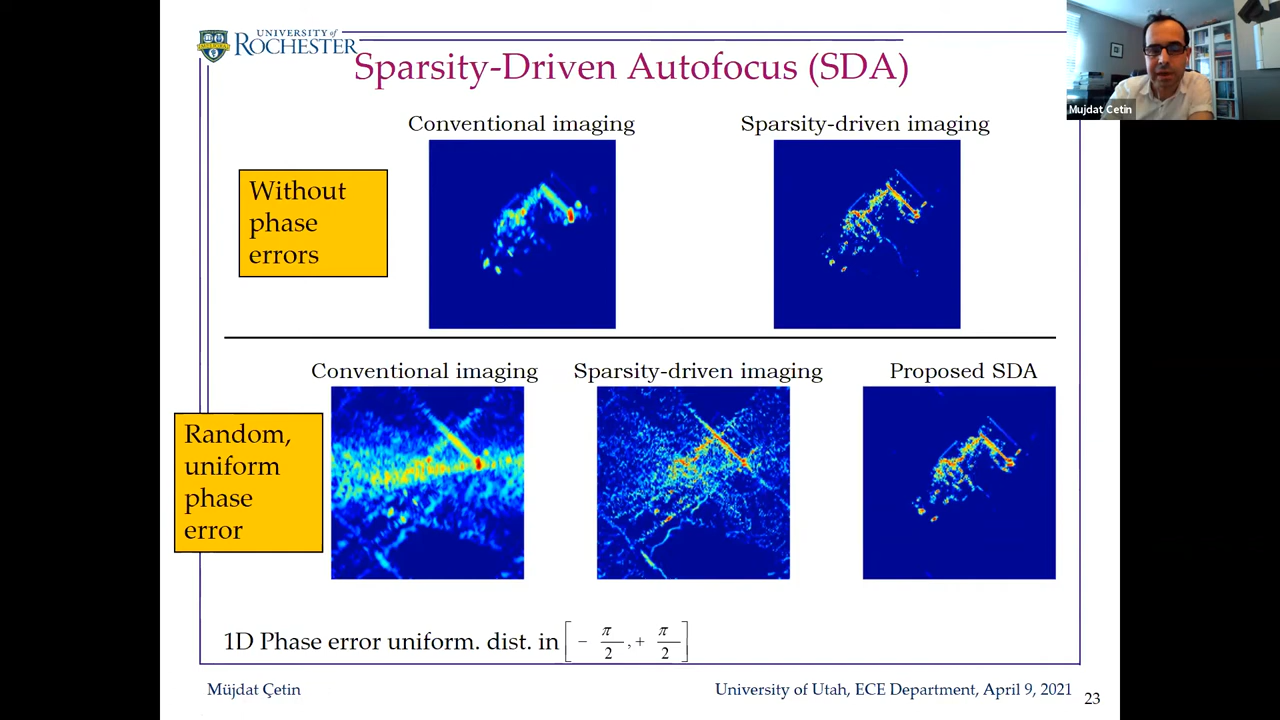 UNIVERSITY of
ROCHESTER
MELIORA
Sparsity-Driven Autofocus (SDA)
Mujdat Cetin
Conventional imaging
Sparsity-driven imaging
Without
phase
errors
Conventional imaging
Sparsity-driven imaging
Proposed SDA
Random,
uniform
phase
error
1D Phase error uniform. dist. in [ − π/2 , + π/2 ]
Müjdat Çetin
University of Utah, ECE Department, April 9, 2021
23